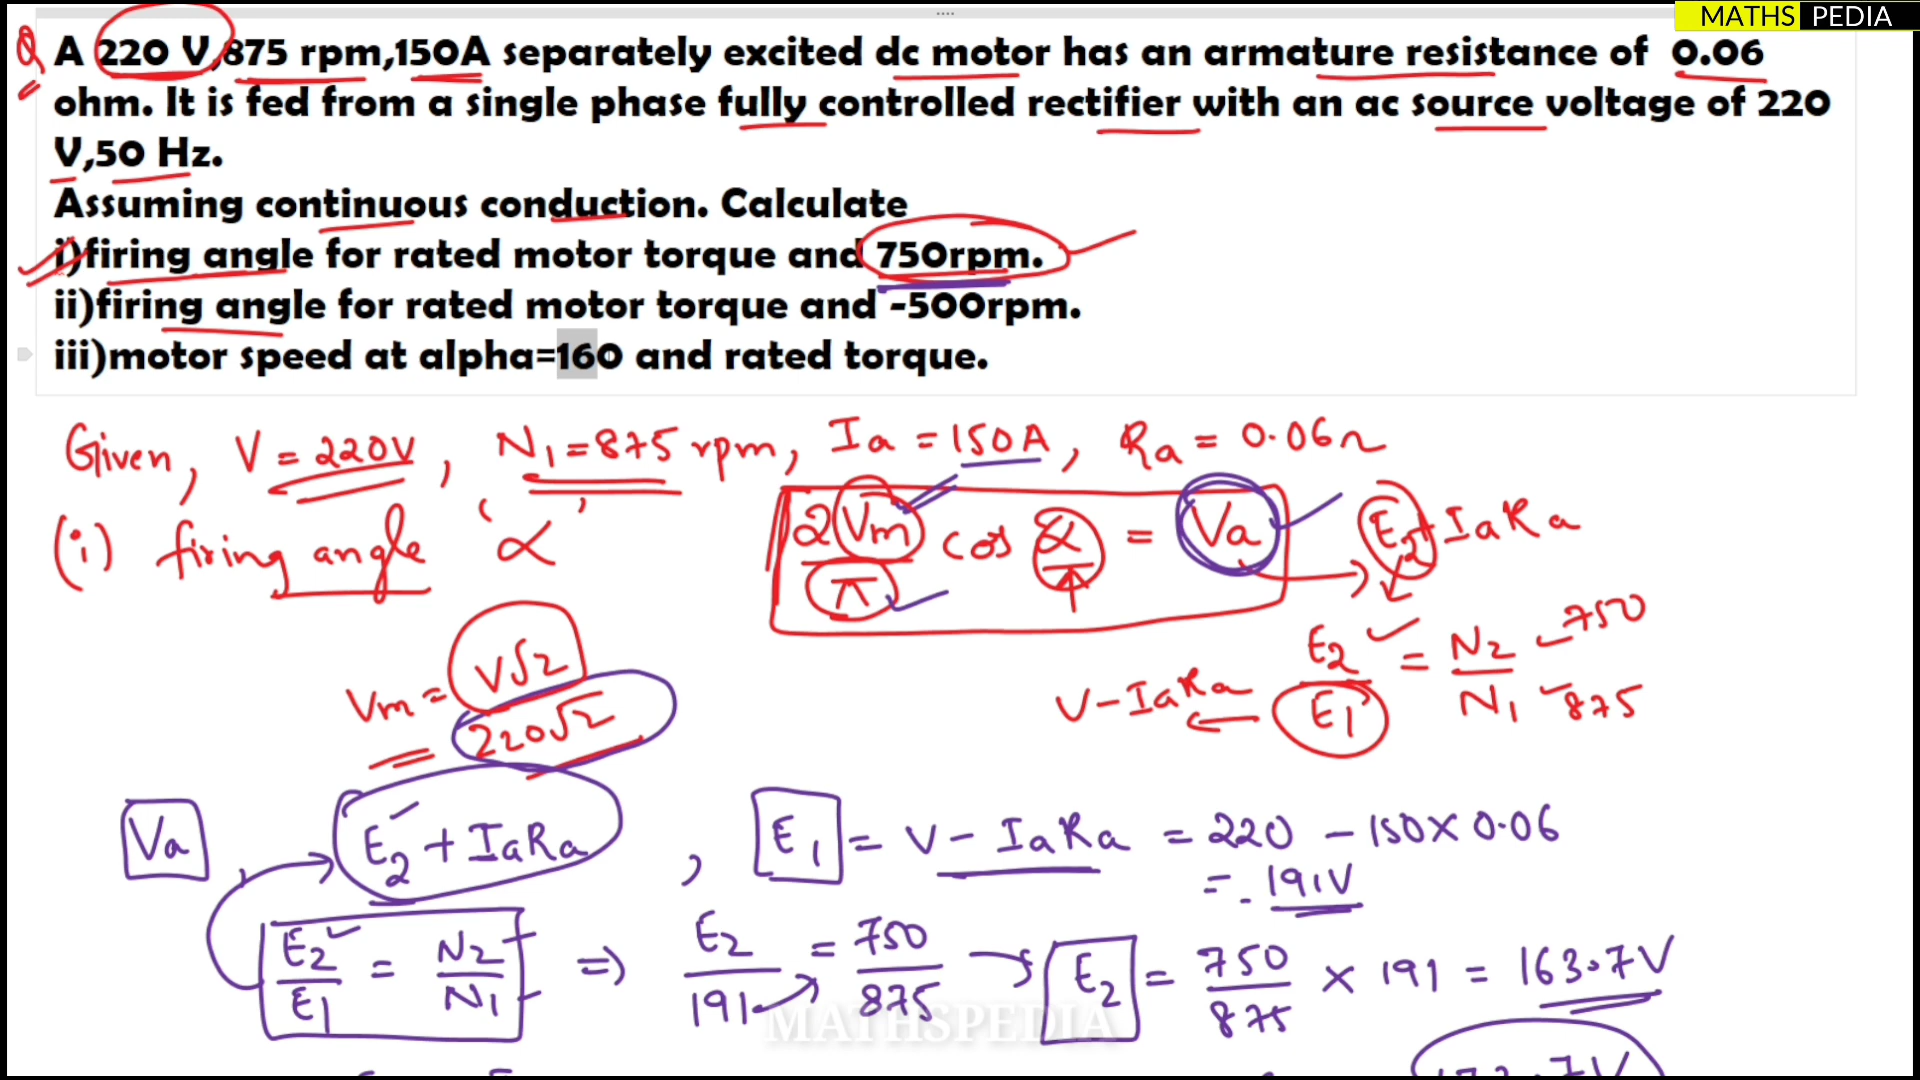 MATHS PEDIA
Q A 220 V,875 rpm,150A separately excited dc motor has an armature resistance of 0.06
ohm. It is fed from a single phase fully controlled rectifier with an ac source voltage of 220
V,50 Hz.
Assuming continuous conduction. Calculate
i)firing angle for rated motor torque and 750rpm.
ii)firing angle for rated motor torque and -500rpm.
iii)motor speed at alpha=160 and rated torque.
Given, V = 220V, N1 = 875 rpm, Ia = 150A, Ra = 0.06Ω
(i) firing angle 'α' 2Vm/π cos α = Va → E2 + IaRa
Vm = V√2
220√2
V - IaRa ← E2/E1 = N2/N1 750 875
Va, E2 + IaRa, E1 = V - IaRa = 220 - 150 x 0.06
= 191V
E2/E1 = N2/N1 ⇒ E2/191 = 750/875 → E2 = 750/875 x 191 = 163.7V
MATHSPEDIA